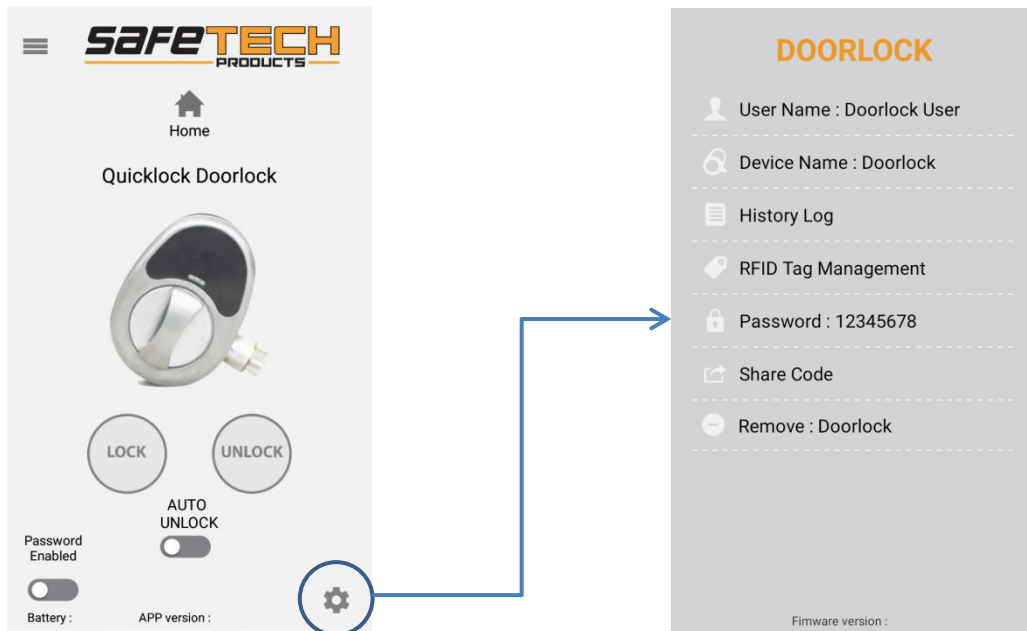 SAFETECH
PRODUCTS
Home
Quicklock Doorlock
LOCK
UNLOCK
AUTO
UNLOCK
Password
Enabled
Battery :
APP version :
DOORLOCK
User Name : Doorlock User
Device Name : Doorlock
History Log
RFID Tag Management
Password : 12345678
Share Code
Remove : Doorlock
Fimware version :